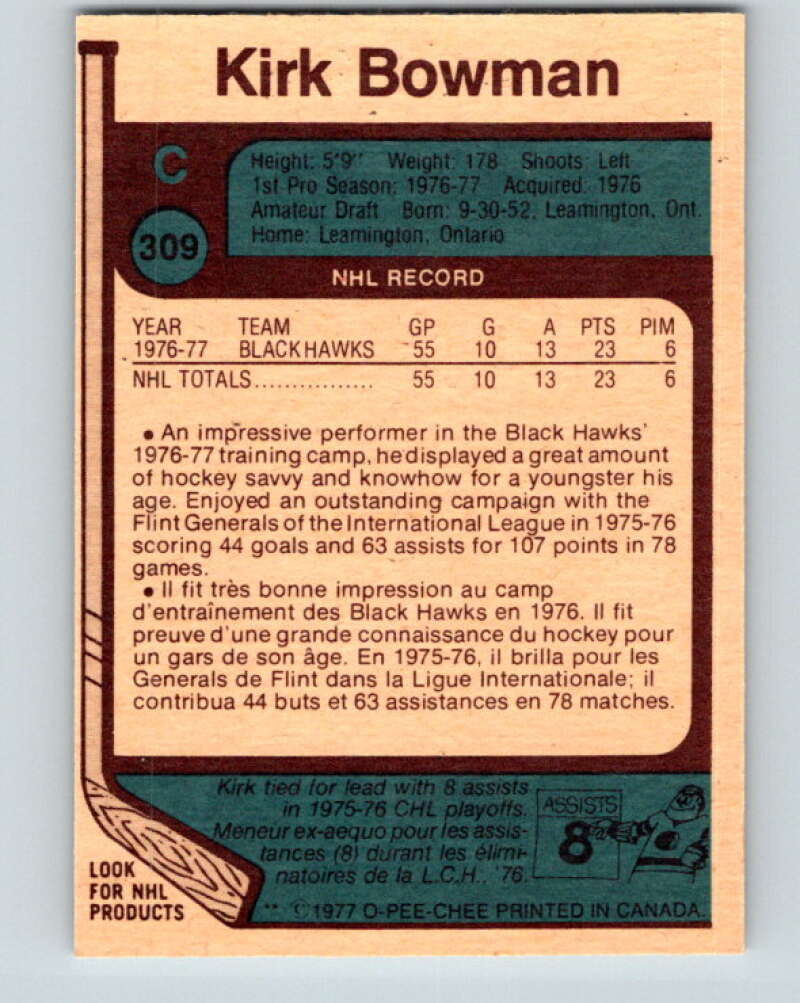 Kirk Bowman
C
Height: 5'9" Weight: 178 Shoots: Left
1st Pro Season: 1976-77 Acquired: 1976
Amateur Draft Born: 9-30-52, Leamington, Ont.
Home: Leamington, Ontario
309
NHL RECORD
YEAR TEAM GP G A PTS PIM
1976-77 BLACK HAWKS 55 10 13 23 6
NHL TOTALS................ 55 10 13 23 6
• An impressive performer in the Black Hawks'
1976-77 training camp, he displayed a great amount
of hockey savvy and knowhow for a youngster his
age. Enjoyed an outstanding campaign with the
Flint Generals of the International League in 1975-76
scoring 44 goals and 63 assists for 107 points in 78
games.
• Il fit très bonne impression au camp
d'entraînement des Black Hawks en 1976. Il fit
preuve d'une grande connaissance du hockey pour
un gars de son âge. En 1975-76, il brilla pour les
Generals de Flint dans la Ligue Internationale; il
contribua 44 buts et 63 assistances en 78 matches.
Kirk tied for lead with 8 assists
in 1975-76 CHL playoffs.
Meneur ex-aequo pour les assis-
tances (8) durant les élimi-
natoires de la L.C.H., '76.
ASSISTS
8
LOOK
FOR NHL
PRODUCTS
** ©1977 O-PEE-CHEE PRINTED IN CANADA.